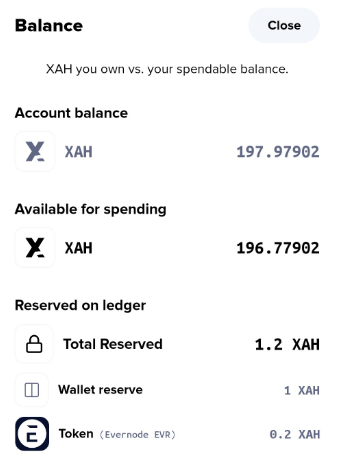 Balance
Close
XAH you own vs. your spendable balance.
Account balance
XAH 197.97902
Available for spending
XAH 196.77902
Reserved on ledger
Total Reserved 1.2 XAH
Wallet reserve 1 XAH
Token (Evernode EVR) 0.2 XAH